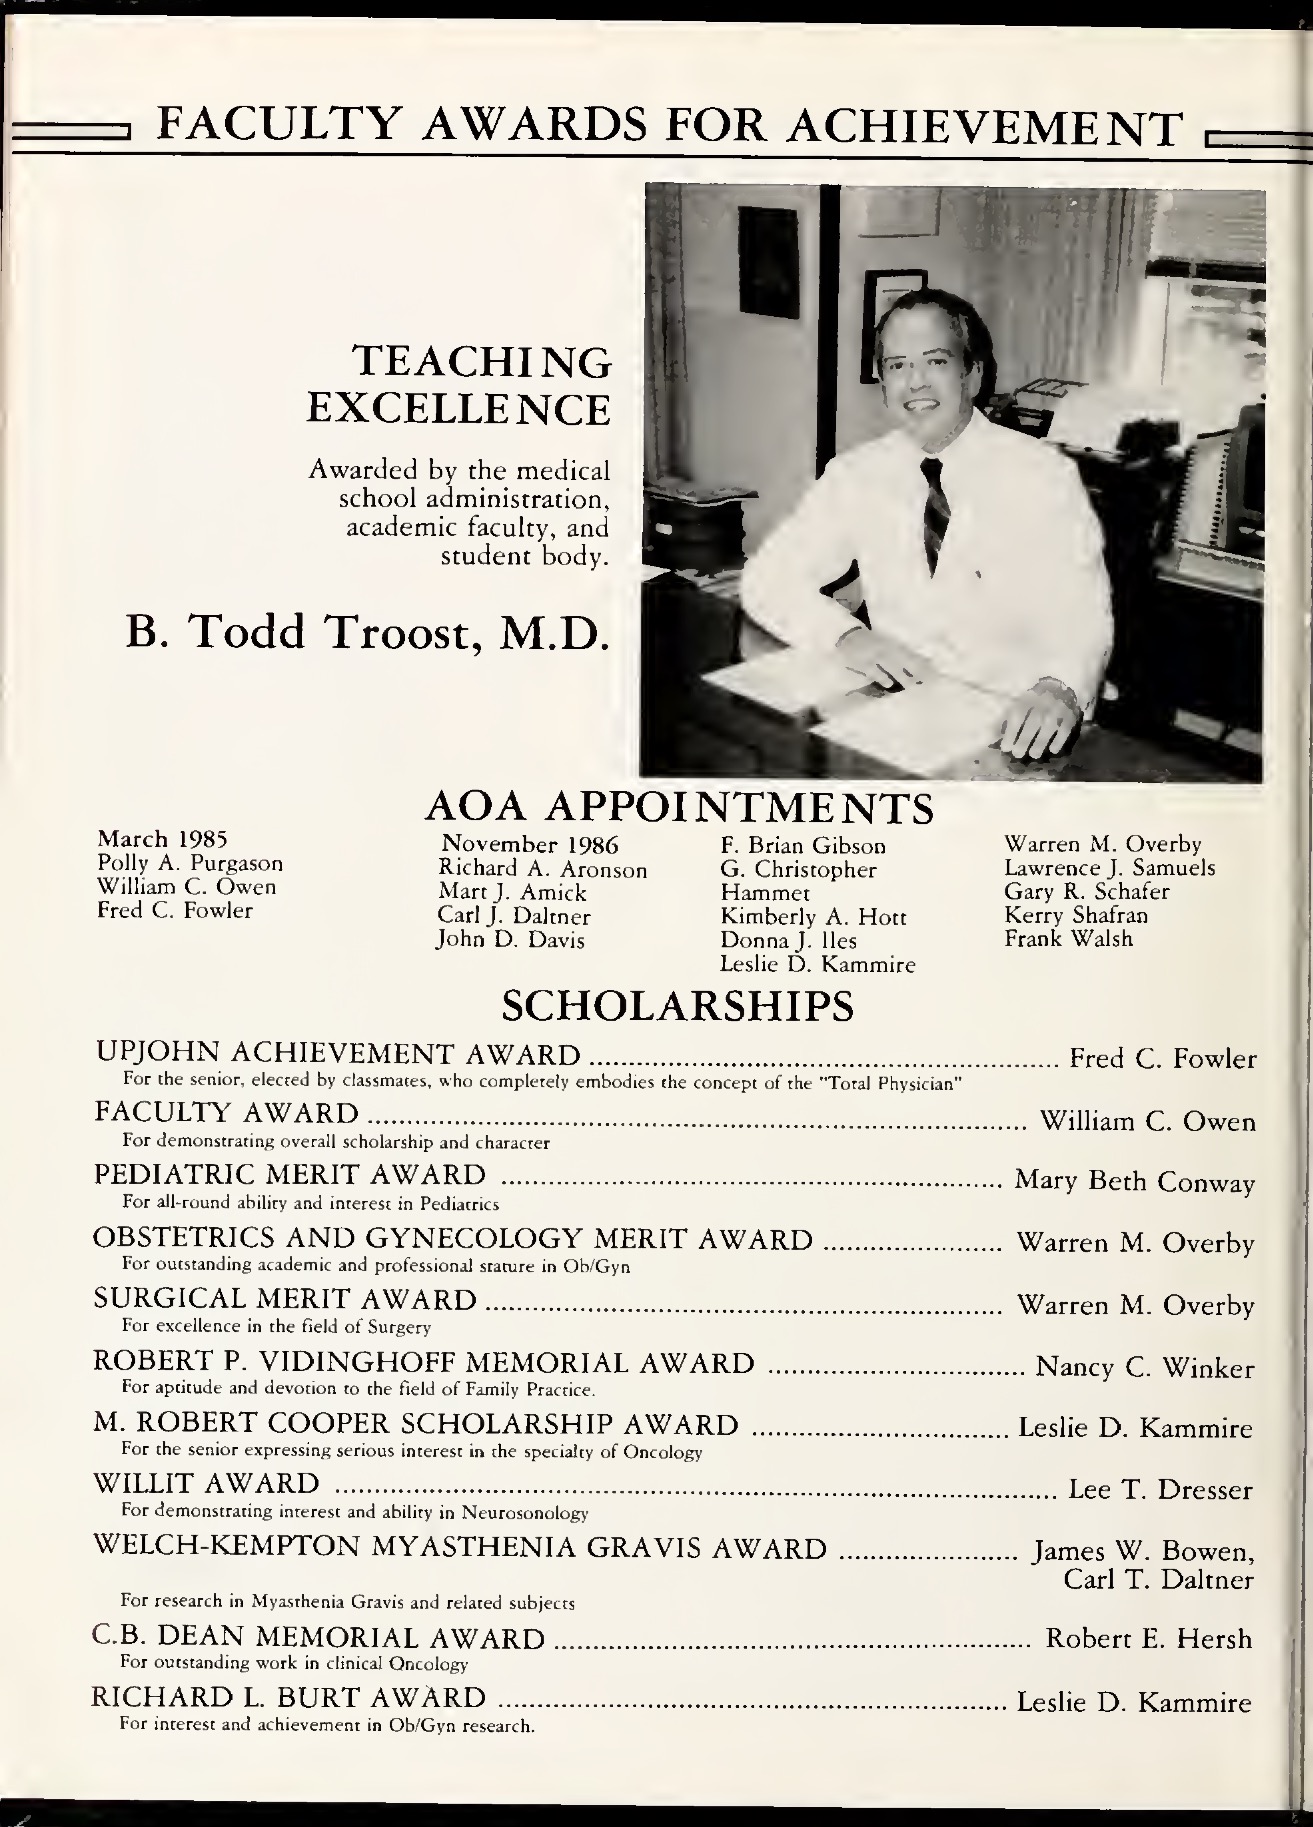 FACULTY AWARDS FOR ACHIEVEMENT
TEACHING
EXCELLENCE
Awarded by the medical
school administration,
academic faculty, and
student body.
B. Todd Troost, M.D.
AOA APPOINTMENTS
March 1985
Polly A. Purgason
William C. Owen
Fred C. Fowler
November 1986
Richard A. Aronson
Mart J. Amick
Carl J. Daltner
John D. Davis
F. Brian Gibson
G. Christopher
Hammet
Kimberly A. Hott
Donna J. Iles
Leslie D. Kammire
Warren M. Overby
Lawrence J. Samuels
Gary R. Schafer
Kerry Shafran
Frank Walsh
SCHOLARSHIPS
UPJOHN ACHIEVEMENT AWARD ........ Fred C. Fowler
For the senior, elected by classmates, who completely embodies the concept of the "Total Physician"
FACULTY AWARD ........ William C. Owen
For demonstrating overall scholarship and character
PEDIATRIC MERIT AWARD ........ Mary Beth Conway
For all-round ability and interest in Pediatrics
OBSTETRICS AND GYNECOLOGY MERIT AWARD ........ Warren M. Overby
For outstanding academic and professional stature in Ob/Gyn
SURGICAL MERIT AWARD ........ Warren M. Overby
For excellence in the field of Surgery
ROBERT P. VIDINGHOFF MEMORIAL AWARD ........ Nancy C. Winker
For aptitude and devotion to the field of Family Practice.
M. ROBERT COOPER SCHOLARSHIP AWARD ........ Leslie D. Kammire
For the senior expressing serious interest in the specialty of Oncology
WILLIT AWARD ........ Lee T. Dresser
For demonstrating interest and ability in Neurosonology
WELCH-KEMPTON MYASTHENIA GRAVIS AWARD ........ James W. Bowen,
Carl T. Daltner
For research in Myasthenia Gravis and related subjects
C.B. DEAN MEMORIAL AWARD ........ Robert E. Hersh
For outstanding work in clinical Oncology
RICHARD L. BURT AWARD ........ Leslie D. Kammire
For interest and achievement in Ob/Gyn research.